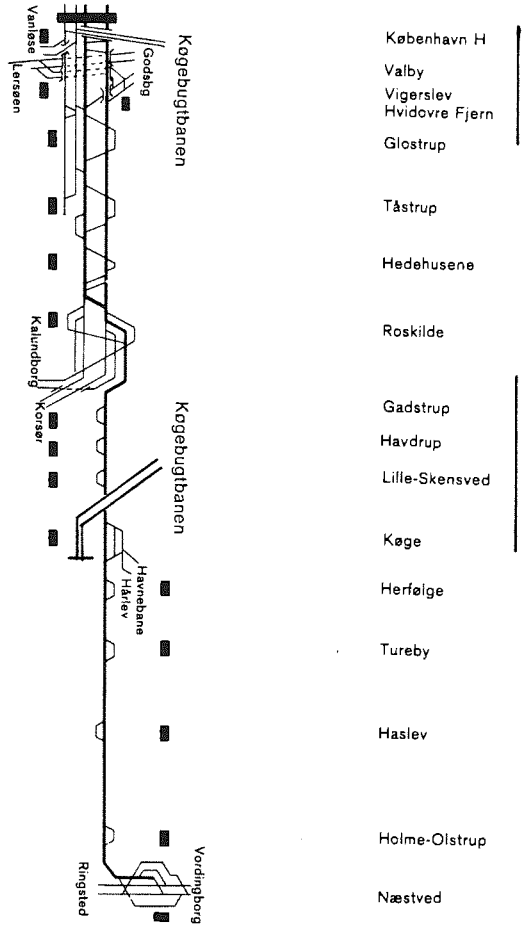 København H
Valby
Vigerslev
Hvidovre Fjern
Glostrup
Tåstrup
Hedehusene
Roskilde
Gadstrup
Havdrup
Lille-Skensved
Køge
Herfølge
Tureby
Haslev
Holme-Olstrup
Næstved
Køgebugtbanen
Godsbg
Vanløse
Lersøen
Kalundborg
Korsør
Køgebugtbanen
Havnebane
Hårlev
Vordingborg
Ringsted